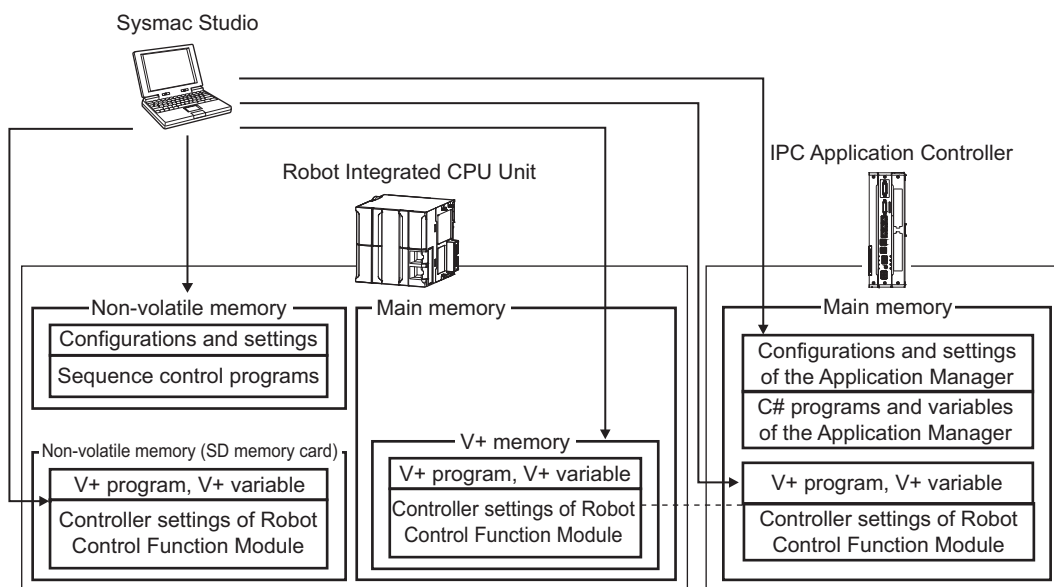 Sysmac Studio
Robot Integrated CPU Unit
IPC Application Controller
Non-volatile memory
Configurations and settings
Sequence control programs
Non-volatile memory (SD memory card)
V+ program, V+ variable
Controller settings of Robot
Control Function Module
Main memory
V+ memory
V+ program, V+ variable
Controller settings of Robot
Control Function Module
Main memory
Configurations and settings
of the Application Manager
C# programs and variables
of the Application Manager
V+ program, V+ variable
Controller settings of Robot
Control Function Module